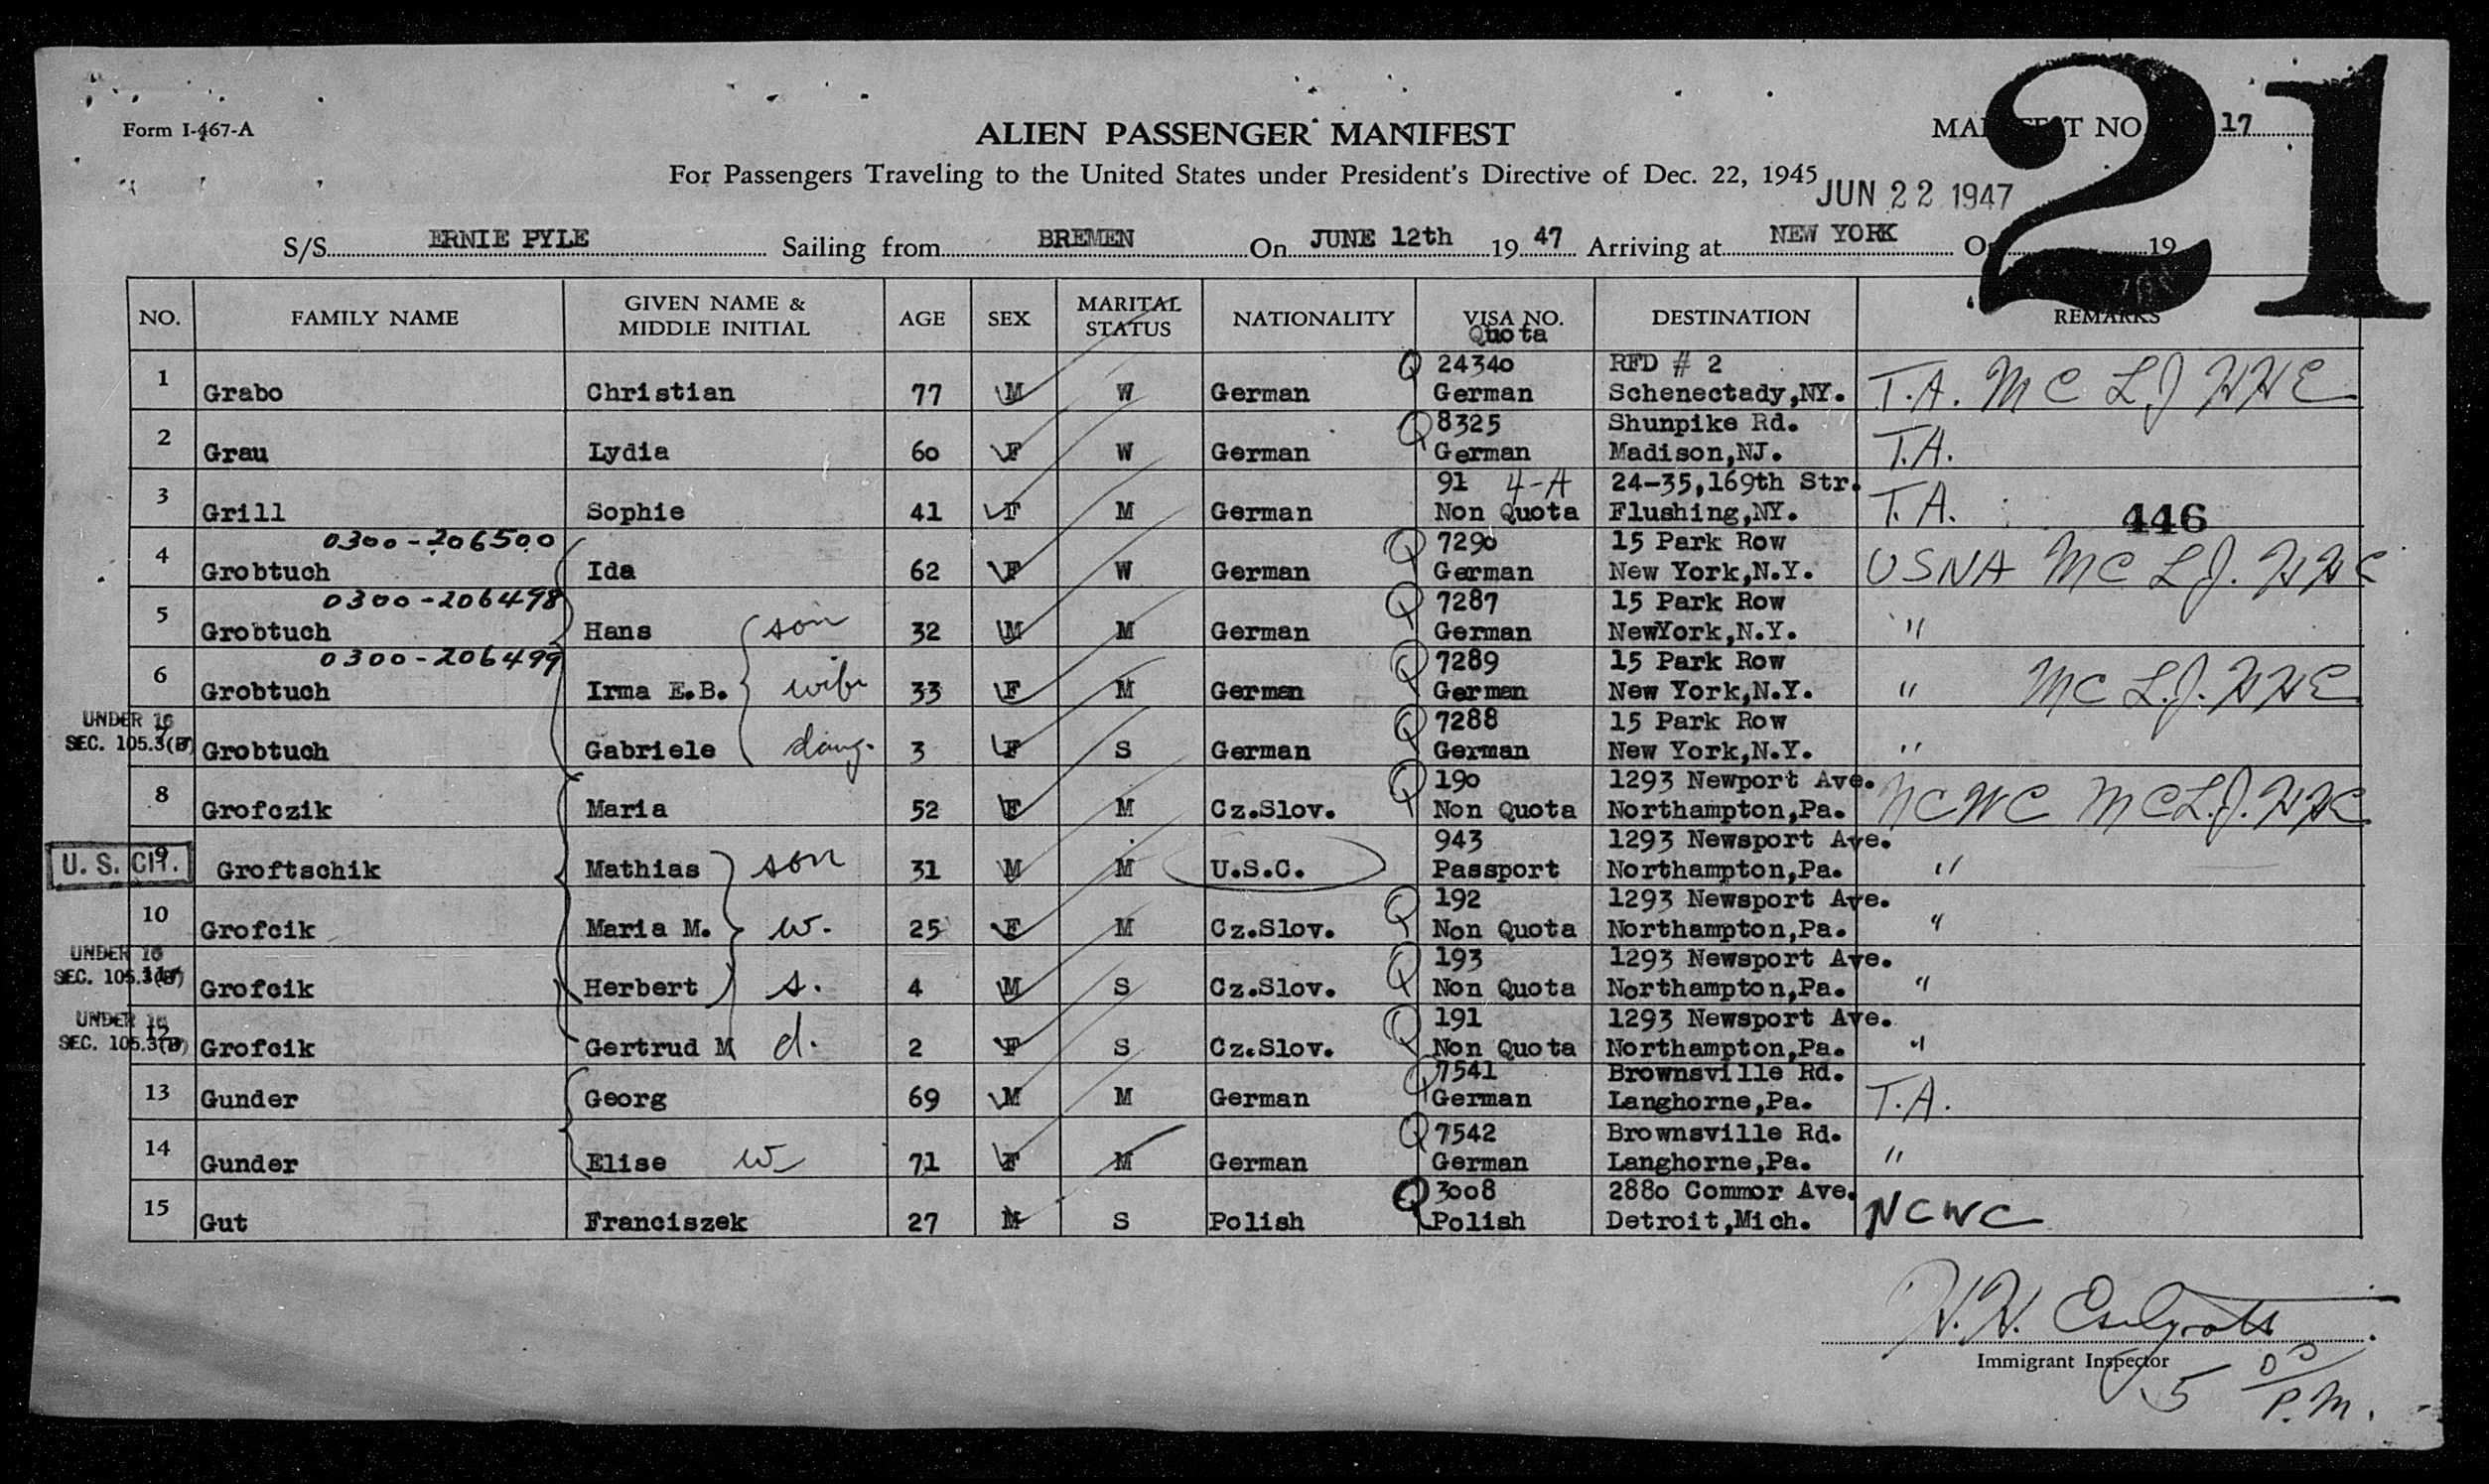 21
Form I-467-A
ALIEN PASSENGER MANIFEST
MANIFEST NO. 17
For Passengers Traveling to the United States under President's Directive of Dec. 22, 1945
JUN 22 1947
S/S ERNIE PYLE Sailing from BREMEN On JUNE 12th 19 47 Arriving at NEW YORK O 19
NO. FAMILY NAME GIVEN NAME & MIDDLE INITIAL AGE SEX MARITAL STATUS NATIONALITY VISA NO. Quota DESTINATION REMARKS
Q 24340 RFD # 2
1 Grabo Christian 77 M W German German Schenectady,NY. T.A. MC LJ HHE
Q 8325 Shunpike Rd.
2 Grau Lydia 60 F W German German Madison,NJ. T.A.
91 4-A 24-35,169th Str.
3 Grill Sophie 41 F M German Non Quota Flushing,NY. T.A. 446
0300-206500 Q 7290 15 Park Row
4 Grobtuch Ida 62 F W German German New York,N.Y. USNA MC L.J. HHE
0300-206498 Q 7287 15 Park Row
5 Grobtuch Hans son 32 M M German German NewYork,N.Y. "
0300-206499 Q 7289 15 Park Row
6 Grobtuch Irma E.B. wife 33 F M German German New York,N.Y. " MC L.J. HHE
UNDER 16 Q 7288 15 Park Row
SEC. 105.3(B) 7 Grobtuch Gabriele daug. 3 F S German German New York,N.Y. "
Q 190 1293 Newport Ave.
8 Grofczik Maria 52 F M Cz.Slov. Non Quota Northampton,Pa. NCWC MC L.J. HHE
943 1293 Newsport Ave.
U. S. CIT. 9 Groftschik Mathias son 31 M M U.S.C. Passport Northampton,Pa. "
Q 192 1293 Newsport Ave.
10 Grofcik Maria M. w. 25 F M Cz.Slov. Non Quota Northampton,Pa. "
UNDER 16 Q 193 1293 Newsport Ave.
SEC. 105.3(B) 11 Grofcik Herbert s. 4 M S Cz.Slov. Non Quota Northampton,Pa. "
UNDER 16 Q 191 1293 Newsport Ave.
SEC. 105.3(B) 12 Grofcik Gertrud M d. 2 F S Cz.Slov. Non Quota Northampton,Pa. "
Q 7541 Brownsville Rd.
13 Gunder Georg 69 M M German German Langhorne,Pa. T.A.
Q 7542 Brownsville Rd.
14 Gunder Elise w 71 F M German German Langhorne,Pa. "
Q 3008 2880 Commor Ave.
15 Gut Franciszek 27 M S Polish Polish Detroit,Mich. NCWC
H.H.
Immigrant Inspector
5 00 P.M.